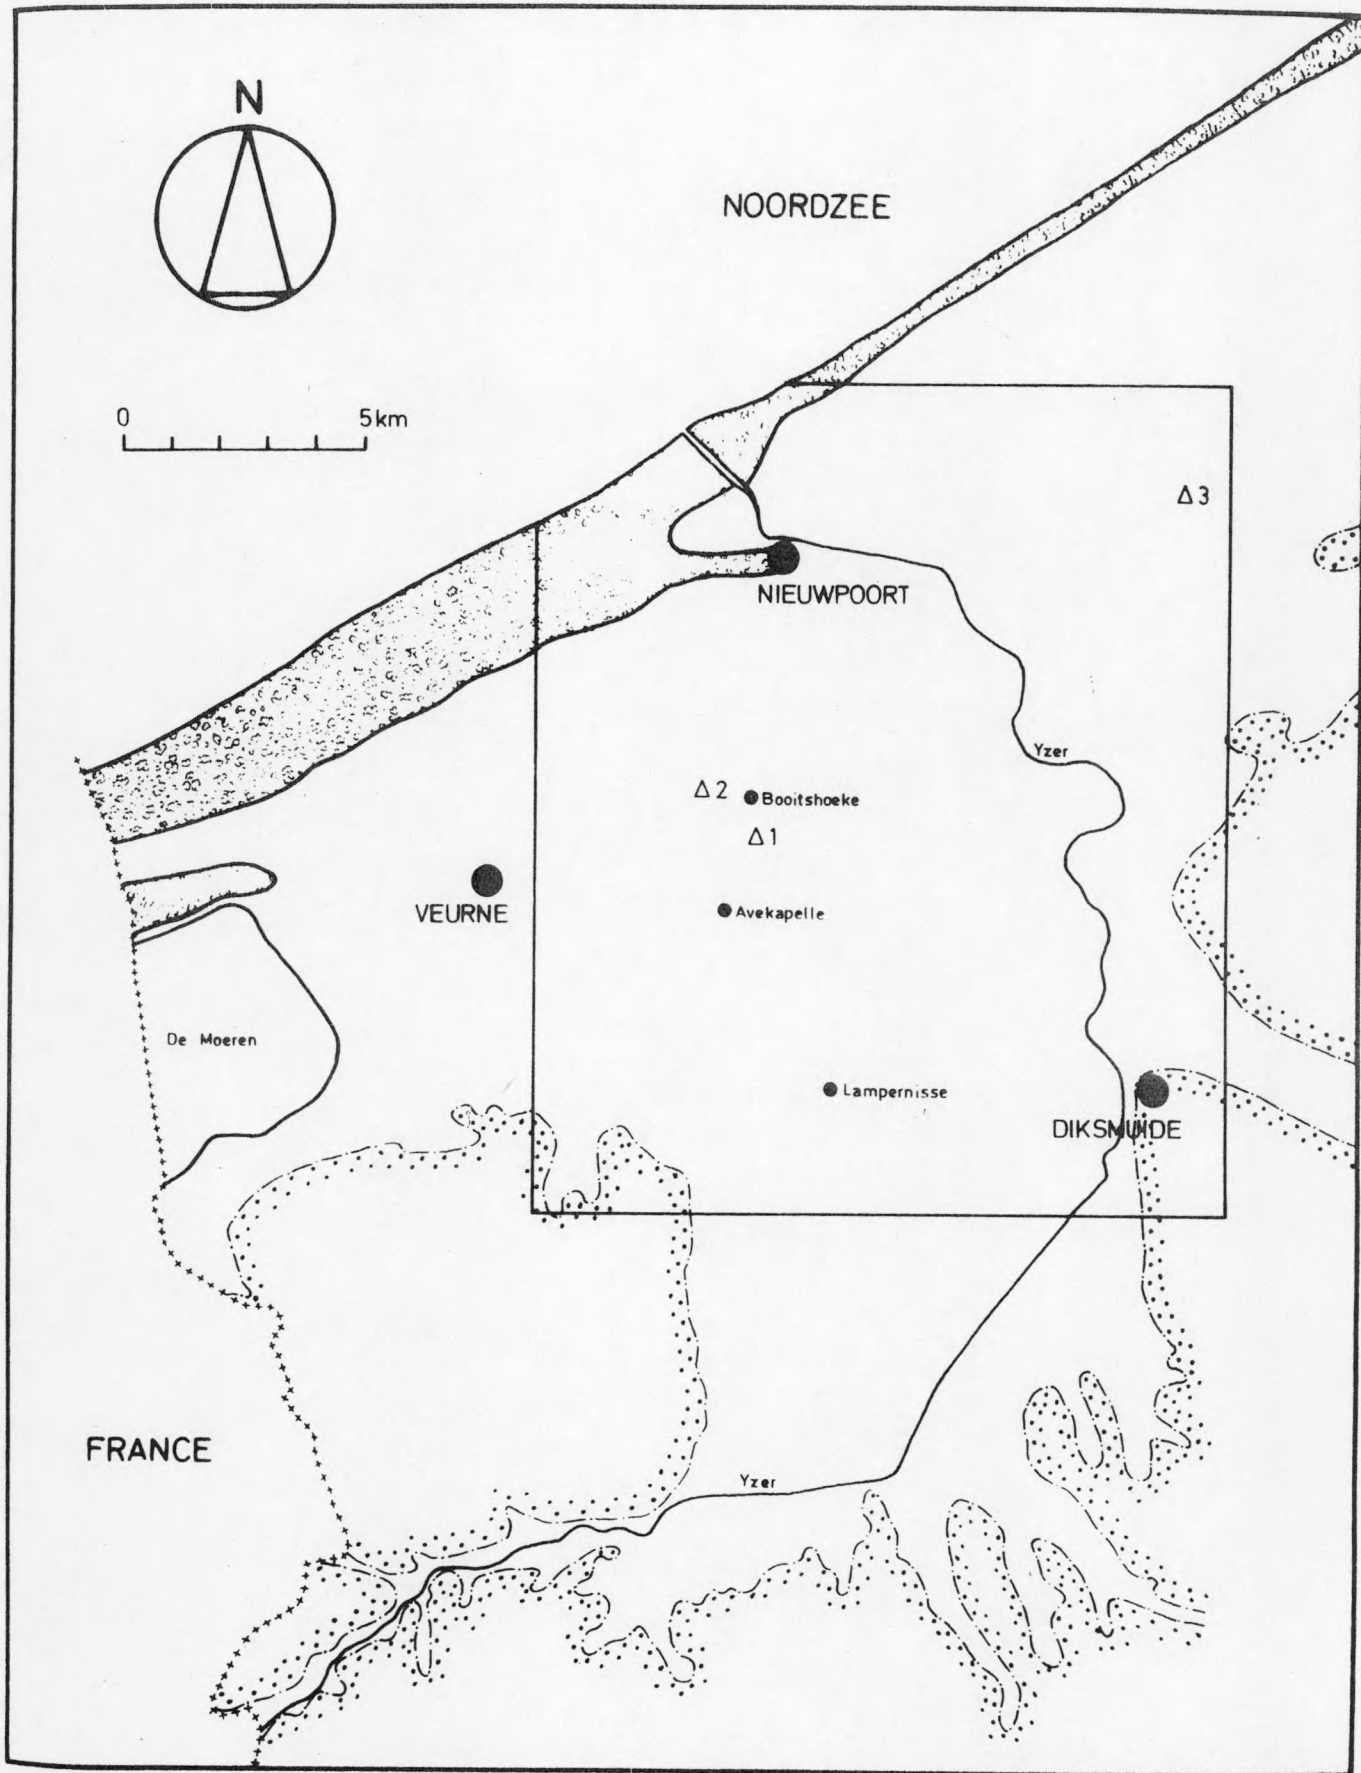 N
NOORDZEE
0 5km
Δ3
NIEUWPOORT
Yzer
Δ2
Booitshoeke
Δ1
VEURNE
Avekapelle
De Moeren
Lampernisse
DIKSMUIDE
FRANCE
Yzer